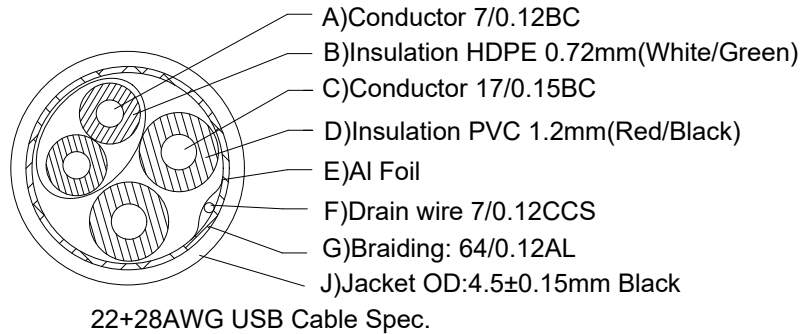 A)Conductor 7/0.12BC
B)Insulation HDPE 0.72mm(White/Green)
C)Conductor 17/0.15BC
D)Insulation PVC 1.2mm(Red/Black)
E)Al Foil
F)Drain wire 7/0.12CCS
G)Braiding: 64/0.12AL
J)Jacket OD:4.5±0.15mm Black
22+28AWG USB Cable Spec.